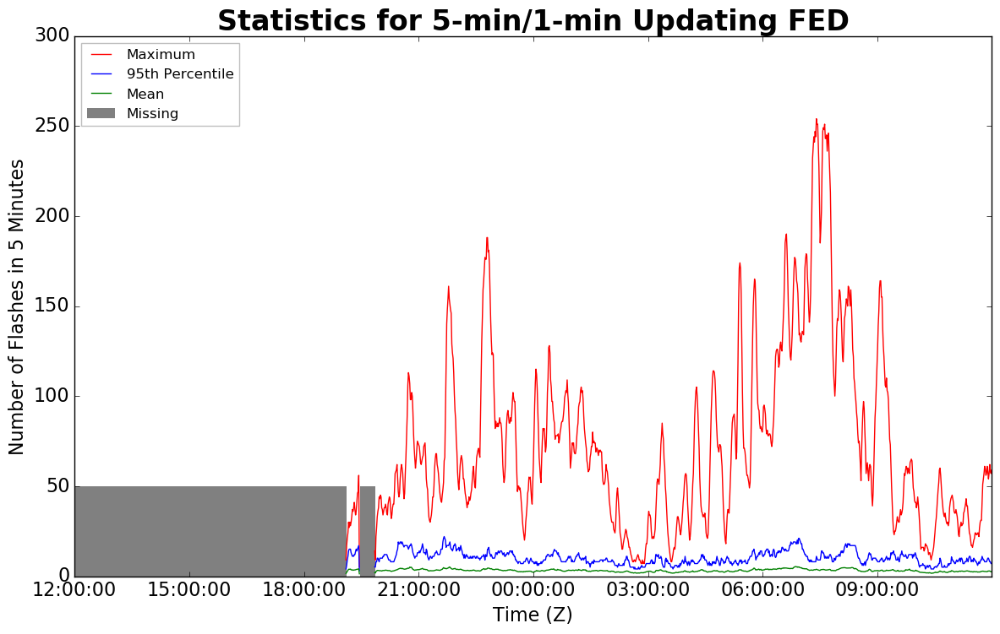 Statistics for 5-min/1-min Updating FED
300
250
200
150
100
50
0
Number of Flashes in 5 Minutes
Maximum
95th Percentile
Mean
Missing
12:00:00 15:00:00 18:00:00 21:00:00 00:00:00 03:00:00 06:00:00 09:00:00
Time (Z)